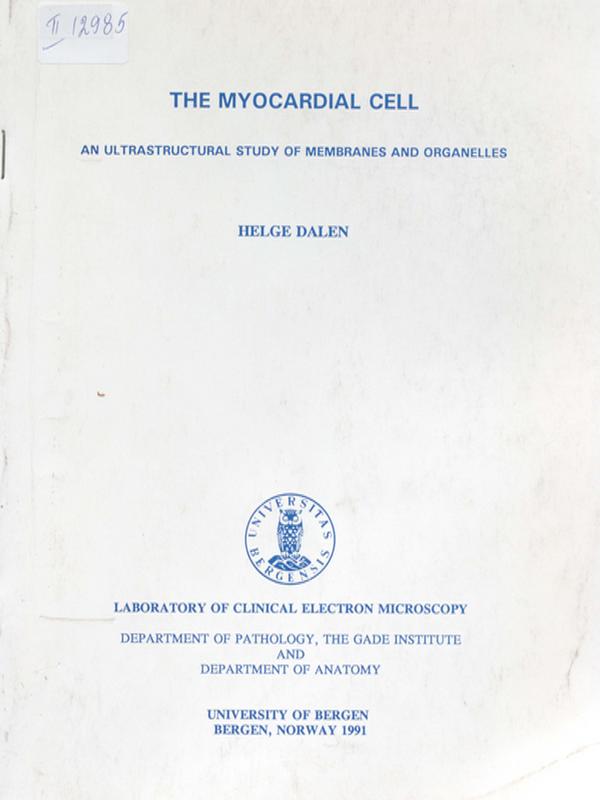 П 12985
THE MYOCARDIAL CELL
AN ULTRASTRUCTURAL STUDY OF MEMBRANES AND ORGANELLES
HELGE DALEN
UNIVERSITAS
BERGENSIS
LABORATORY OF CLINICAL ELECTRON MICROSCOPY
DEPARTMENT OF PATHOLOGY, THE GADE INSTITUTE
AND
DEPARTMENT OF ANATOMY
UNIVERSITY OF BERGEN
BERGEN, NORWAY 1991